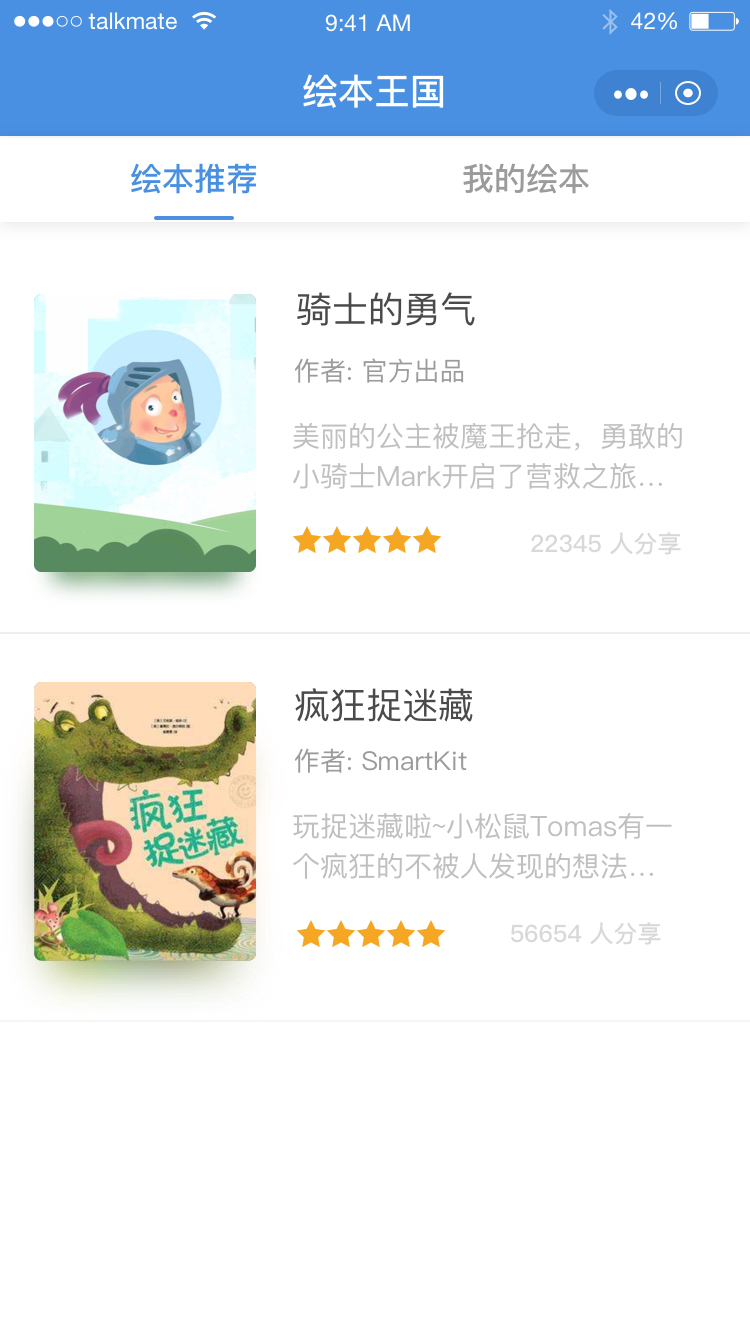 talkmate
9:41 AM
42%
绘本王国
绘本推荐
我的绘本
骑士的勇气
作者: 官方出品
美丽的公主被魔王抢走，勇敢的
小骑士Mark开启了营救之旅...
22345 人分享
疯狂捉迷藏
作者: SmartKit
玩捉迷藏啦~小松鼠Tomas有一
个疯狂的不被人发现的想法...
56654 人分享
疯狂
捉迷藏